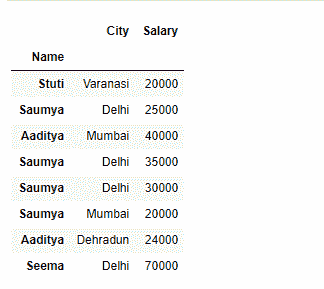 City Salary
Name
Stuti Varanasi 20000
Saumya Delhi 25000
Aaditya Mumbai 40000
Saumya Delhi 35000
Saumya Delhi 30000
Saumya Mumbai 20000
Aaditya Dehradun 24000
Seema Delhi 70000